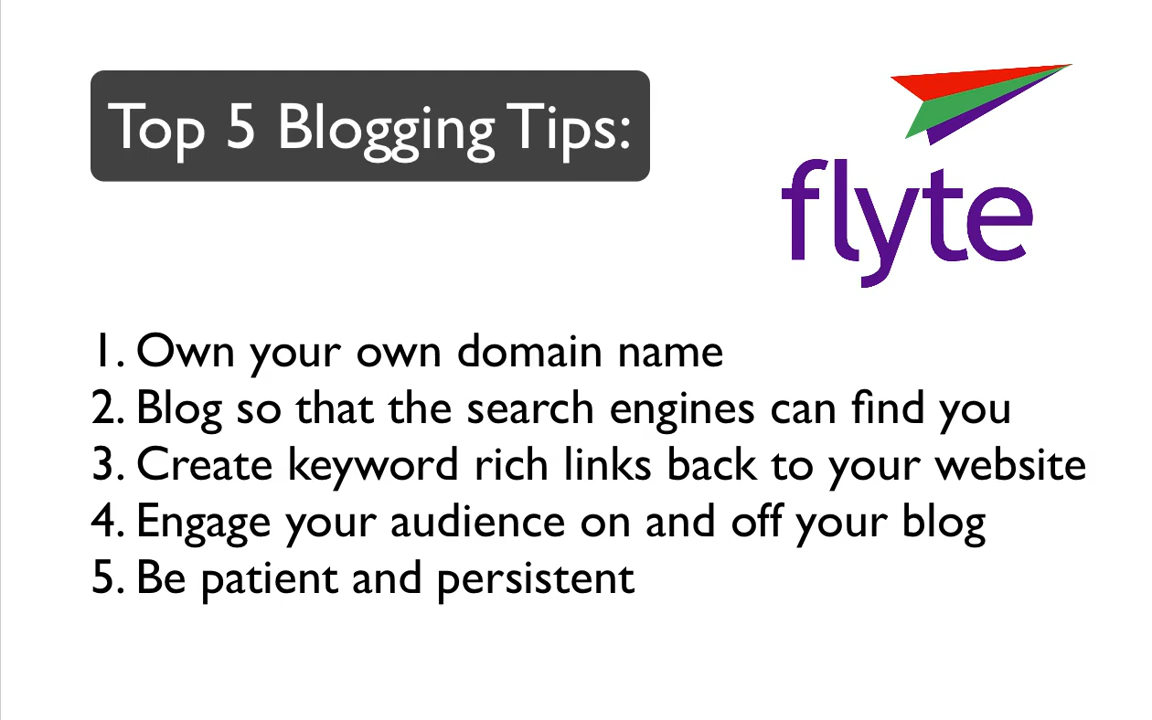 Top 5 Blogging Tips:
flyte
1. Own your own domain name
2. Blog so that the search engines can find you
3. Create keyword rich links back to your website
4. Engage your audience on and off your blog
5. Be patient and persistent